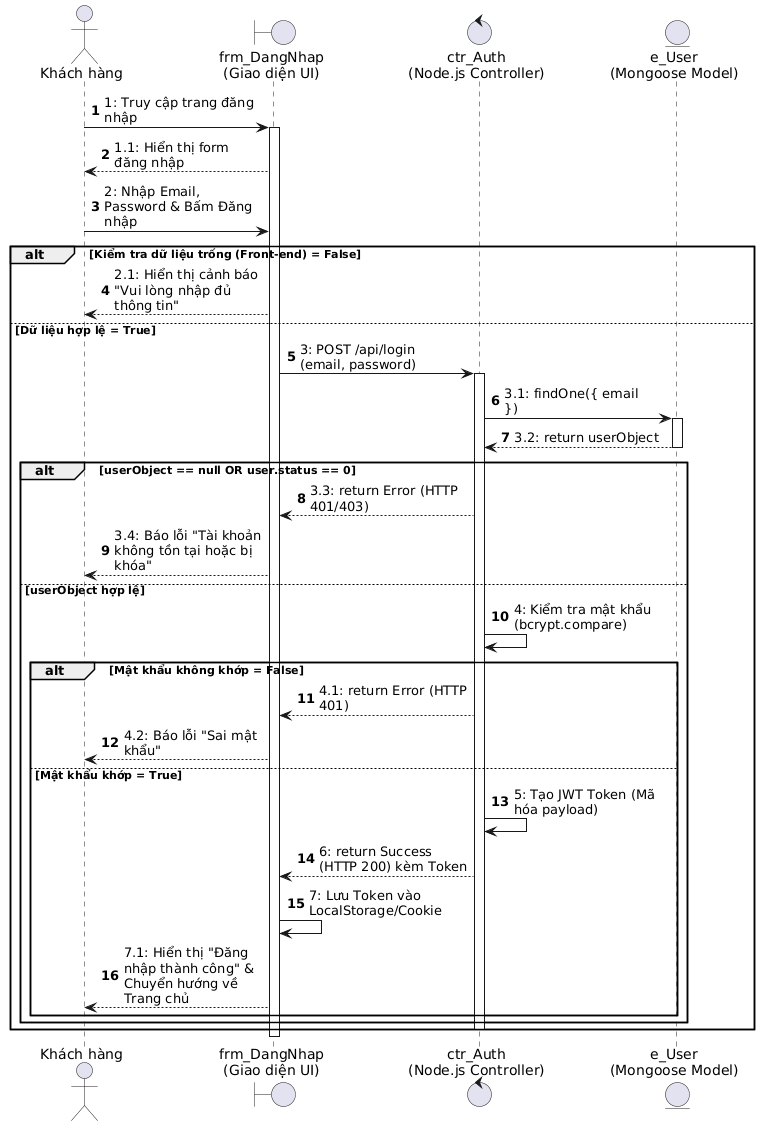 Khách hàng
frm_DangNhap
(Giao diện UI)
ctr_Auth
(Node.js Controller)
e_User
(Mongoose Model)
1 1: Truy cập trang đăng
nhập
2 1.1: Hiển thị form
đăng nhập
3 2: Nhập Email,
Password & Bấm Đăng
nhập
alt [Kiểm tra dữ liệu trống (Front-end) = False]
4 2.1: Hiển thị cảnh báo
"Vui lòng nhập đủ
thông tin"
[Dữ liệu hợp lệ = True]
5 3: POST /api/login
(email, password)
6 3.1: findOne({ email
})
7 3.2: return userObject
alt [userObject == null OR user.status == 0]
8 3.3: return Error (HTTP
401/403)
9 3.4: Báo lỗi "Tài khoản
không tồn tại hoặc bị
khóa"
[userObject hợp lệ]
10 4: Kiểm tra mật khẩu
(bcrypt.compare)
alt [Mật khẩu không khớp = False]
11 4.1: return Error (HTTP
401)
12 4.2: Báo lỗi "Sai mật
khẩu"
[Mật khẩu khớp = True]
13 5: Tạo JWT Token (Mã
hóa payload)
14 6: return Success
(HTTP 200) kèm Token
15 7: Lưu Token vào
LocalStorage/Cookie
16 7.1: Hiển thị "Đăng
nhập thành công" &
Chuyển hướng về
Trang chủ
Khách hàng
frm_DangNhap
(Giao diện UI)
ctr_Auth
(Node.js Controller)
e_User
(Mongoose Model)